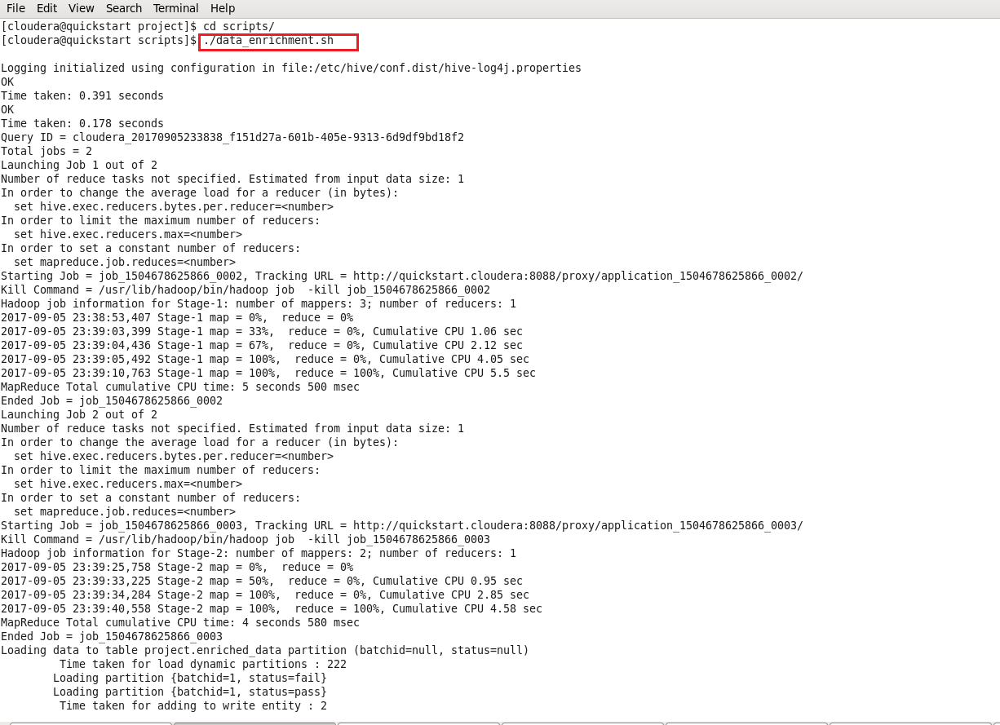 File Edit View Search Terminal Help
[cloudera@quickstart project]$ cd scripts/
[cloudera@quickstart scripts]$ ./data_enrichment.sh
Logging initialized using configuration in file:/etc/hive/conf.dist/hive-log4j.properties
OK
Time taken: 0.391 seconds
OK
Time taken: 0.178 seconds
Query ID = cloudera_20170905233838_f151d27a-601b-405e-9313-6d9df9bd18f2
Total jobs = 2
Launching Job 1 out of 2
Number of reduce tasks not specified. Estimated from input data size: 1
In order to change the average load for a reducer (in bytes):
  set hive.exec.reducers.bytes.per.reducer=<number>
In order to limit the maximum number of reducers:
  set hive.exec.reducers.max=<number>
In order to set a constant number of reducers:
  set mapreduce.job.reduces=<number>
Starting Job = job_1504678625866_0002, Tracking URL = http://quickstart.cloudera:8088/proxy/application_1504678625866_0002/
Kill Command = /usr/lib/hadoop/bin/hadoop job  -kill job_1504678625866_0002
Hadoop job information for Stage-1: number of mappers: 3; number of reducers: 1
2017-09-05 23:38:53,407 Stage-1 map = 0%,  reduce = 0%
2017-09-05 23:39:03,399 Stage-1 map = 33%,  reduce = 0%, Cumulative CPU 1.06 sec
2017-09-05 23:39:04,436 Stage-1 map = 67%,  reduce = 0%, Cumulative CPU 2.12 sec
2017-09-05 23:39:05,492 Stage-1 map = 100%,  reduce = 0%, Cumulative CPU 4.05 sec
2017-09-05 23:39:10,763 Stage-1 map = 100%,  reduce = 100%, Cumulative CPU 5.5 sec
MapReduce Total cumulative CPU time: 5 seconds 500 msec
Ended Job = job_1504678625866_0002
Launching Job 2 out of 2
Number of reduce tasks not specified. Estimated from input data size: 1
In order to change the average load for a reducer (in bytes):
  set hive.exec.reducers.bytes.per.reducer=<number>
In order to limit the maximum number of reducers:
  set hive.exec.reducers.max=<number>
In order to set a constant number of reducers:
  set mapreduce.job.reduces=<number>
Starting Job = job_1504678625866_0003, Tracking URL = http://quickstart.cloudera:8088/proxy/application_1504678625866_0003/
Kill Command = /usr/lib/hadoop/bin/hadoop job  -kill job_1504678625866_0003
Hadoop job information for Stage-2: number of mappers: 2; number of reducers: 1
2017-09-05 23:39:25,758 Stage-2 map = 0%,  reduce = 0%
2017-09-05 23:39:33,225 Stage-2 map = 50%,  reduce = 0%, Cumulative CPU 0.95 sec
2017-09-05 23:39:34,284 Stage-2 map = 100%,  reduce = 0%, Cumulative CPU 2.85 sec
2017-09-05 23:39:40,558 Stage-2 map = 100%,  reduce = 100%, Cumulative CPU 4.58 sec
MapReduce Total cumulative CPU time: 4 seconds 580 msec
Ended Job = job_1504678625866_0003
Loading data to table project.enriched_data partition (batchid=null, status=null)
         Time taken for load dynamic partitions : 222
        Loading partition {batchid=1, status=fail}
        Loading partition {batchid=1, status=pass}
         Time taken for adding to write entity : 2